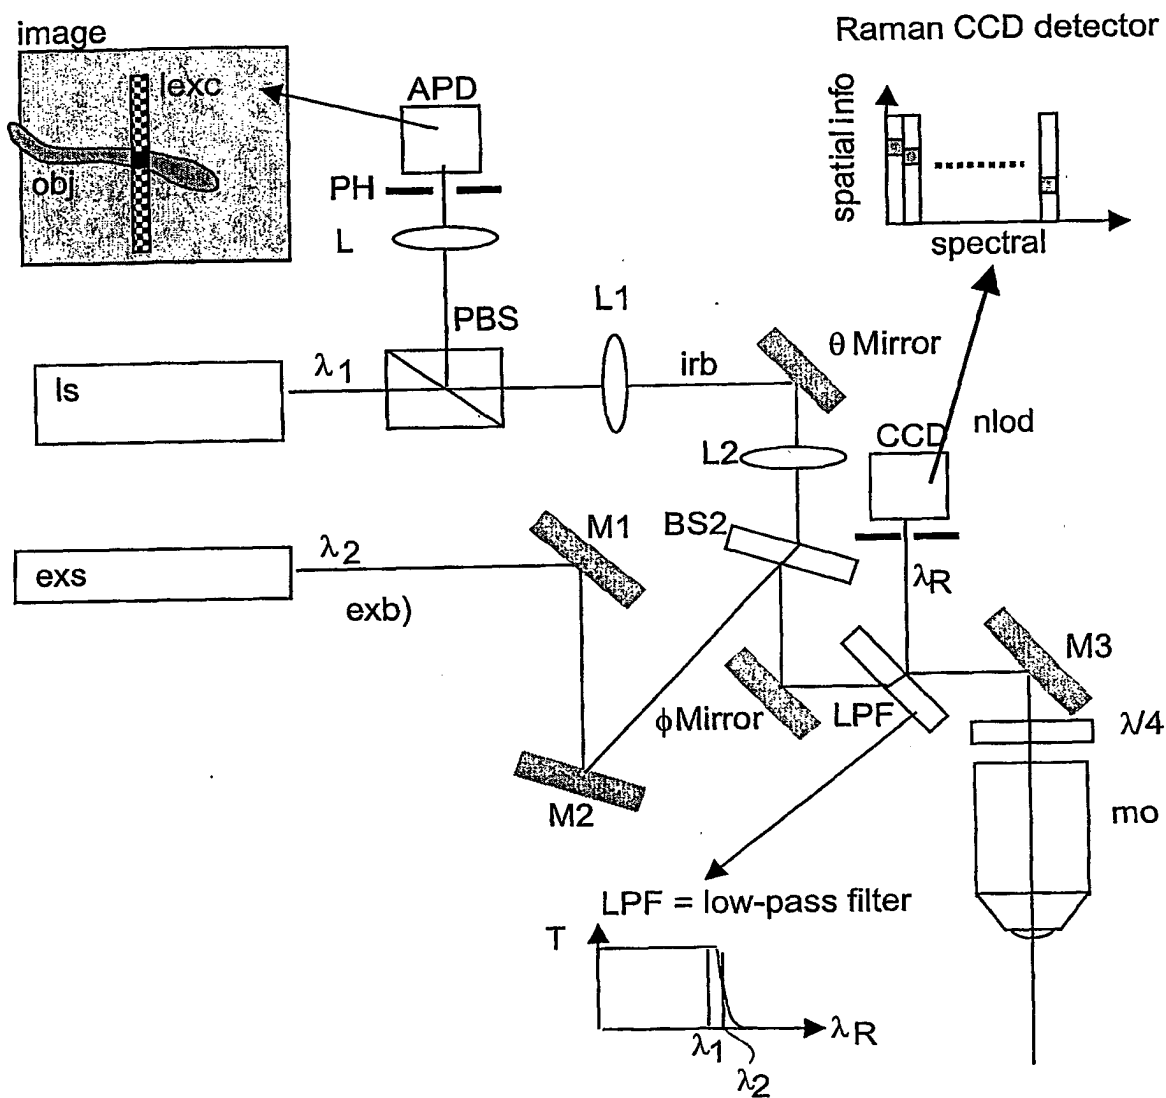 image
Raman CCD detector
lexc
APD
spatial info
obj
PH
L
spectral
PBS
L1
λ1
irb
θ Mirror
ls
L2
CCD
nlod
M1
BS2
λ2
exs
exb)
λR
M3
ϕ Mirror
LPF
λ/4
M2
mo
LPF = low-pass filter
T
λR
λ1
λ2